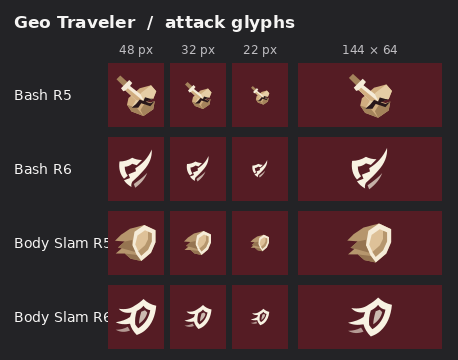 Geo Traveler / attack glyphs
48 px 32 px 22 px 144 × 64
Bash R5
Bash R6
Body Slam R5
Body Slam R6